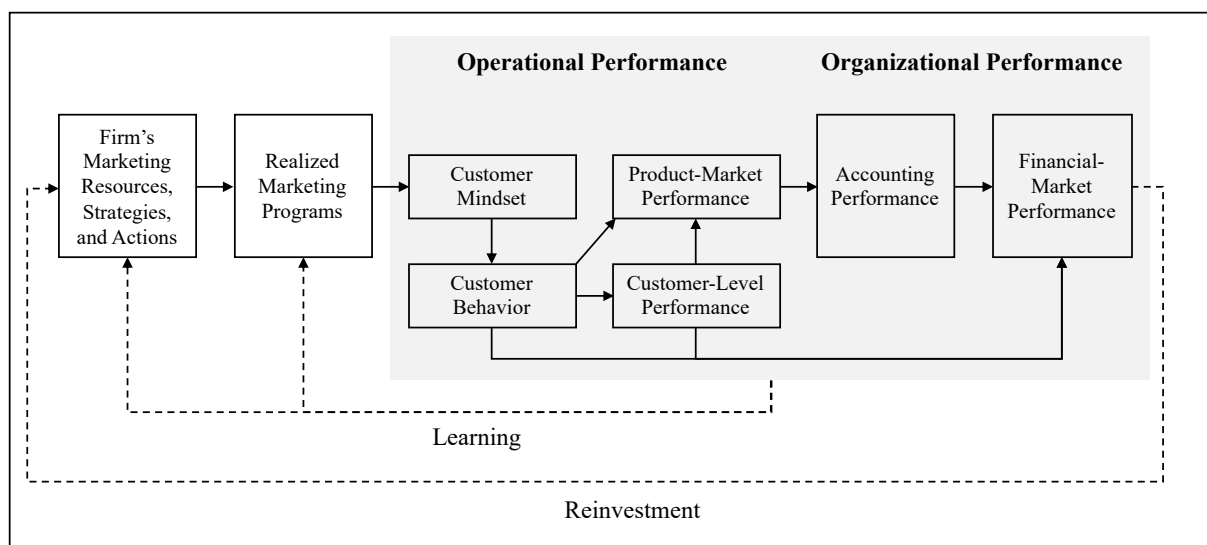 Operational Performance
Organizational Performance
Firm’s
Marketing
Resources,
Strategies,
and Actions
Realized
Marketing
Programs
Customer
Mindset
Product-Market
Performance
Accounting
Performance
Financial-
Market
Performance
Customer
Behavior
Customer-Level
Performance
Learning
Reinvestment